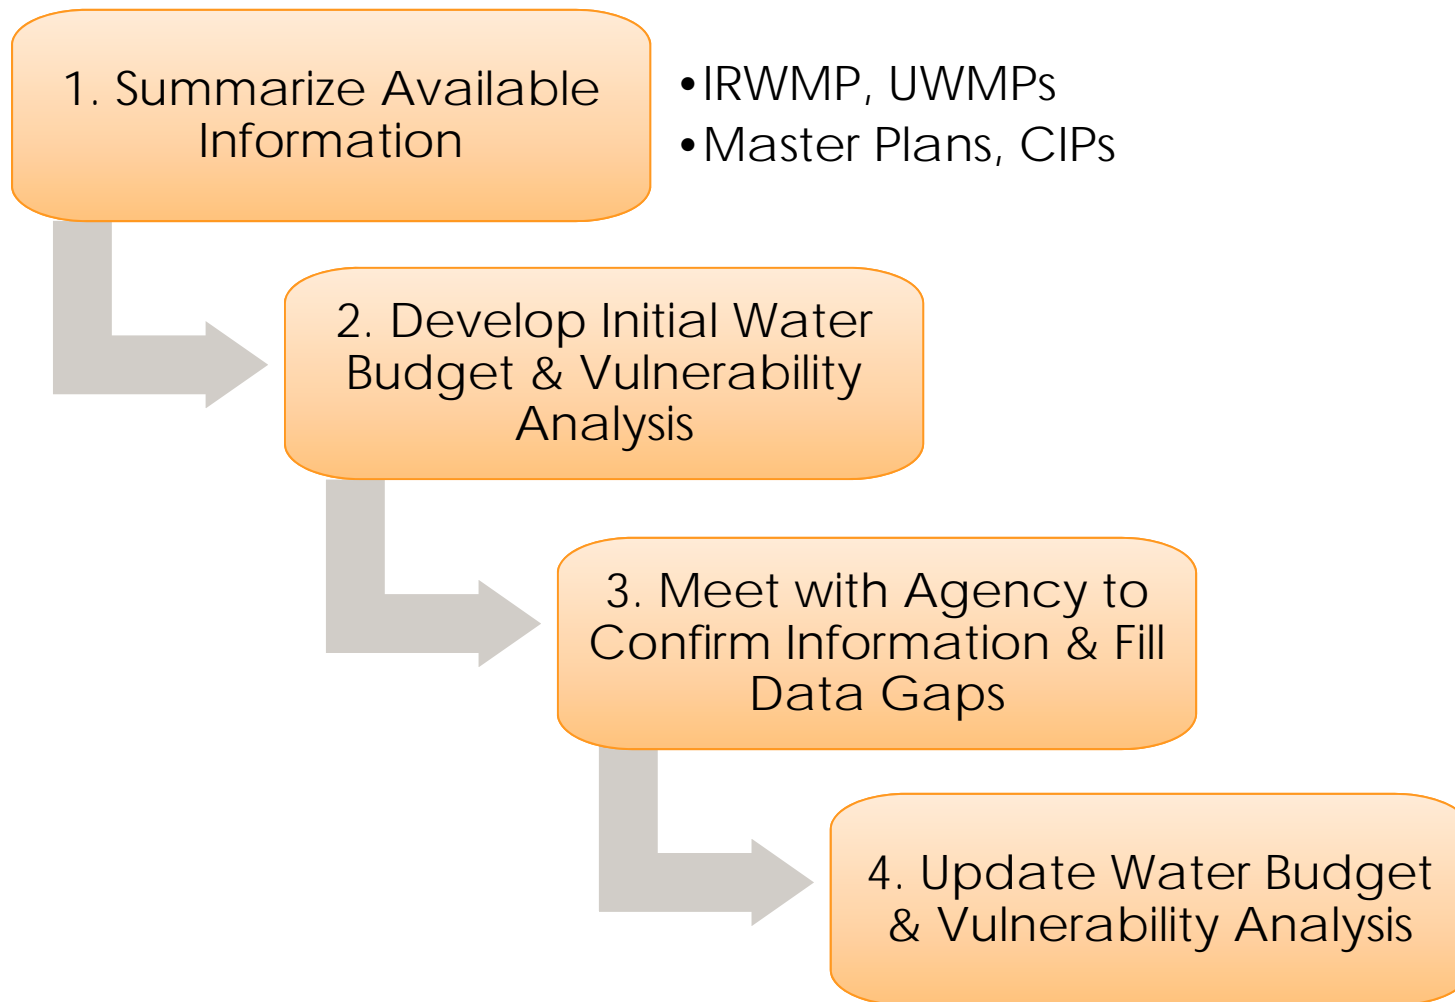 1. Summarize Available
Information
•IRWMP, UWMPs
•Master Plans, CIPs
2. Develop Initial Water
Budget & Vulnerability
Analysis
3. Meet with Agency to
Confirm Information & Fill
Data Gaps
4. Update Water Budget
& Vulnerability Analysis